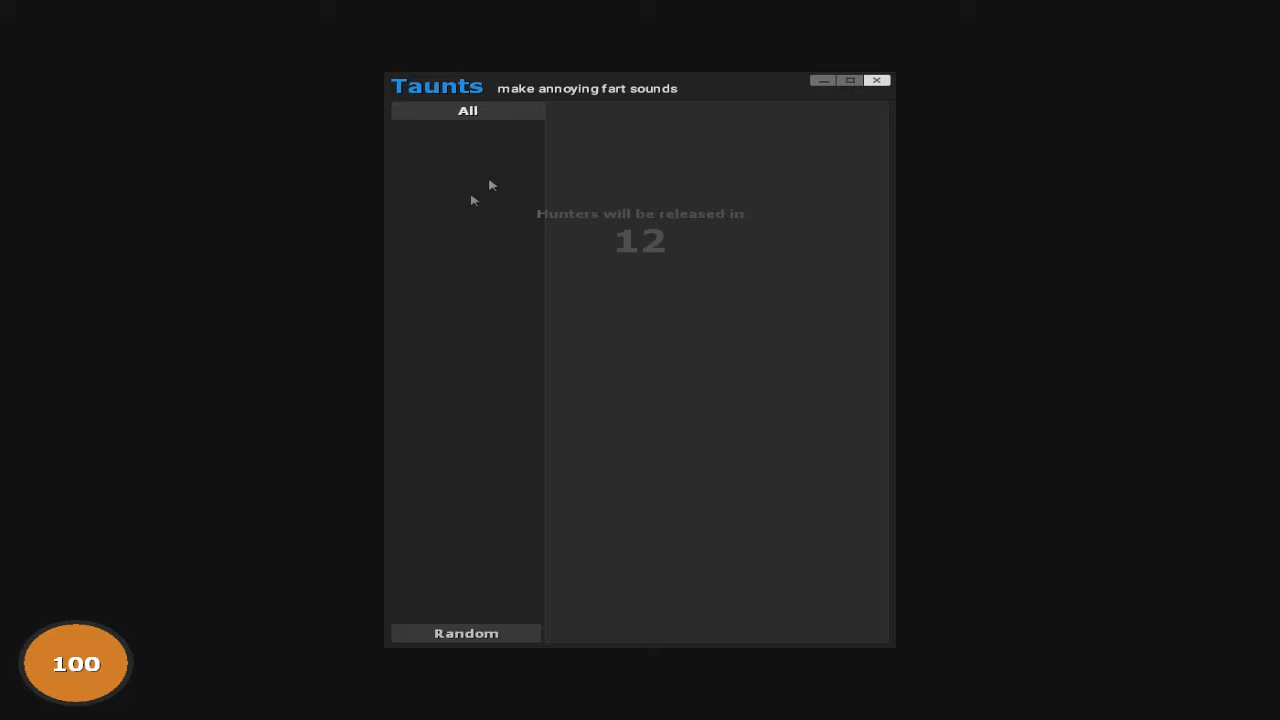 Taunts make annoying fart sounds
All
Hunters will be released in
12
Random
100